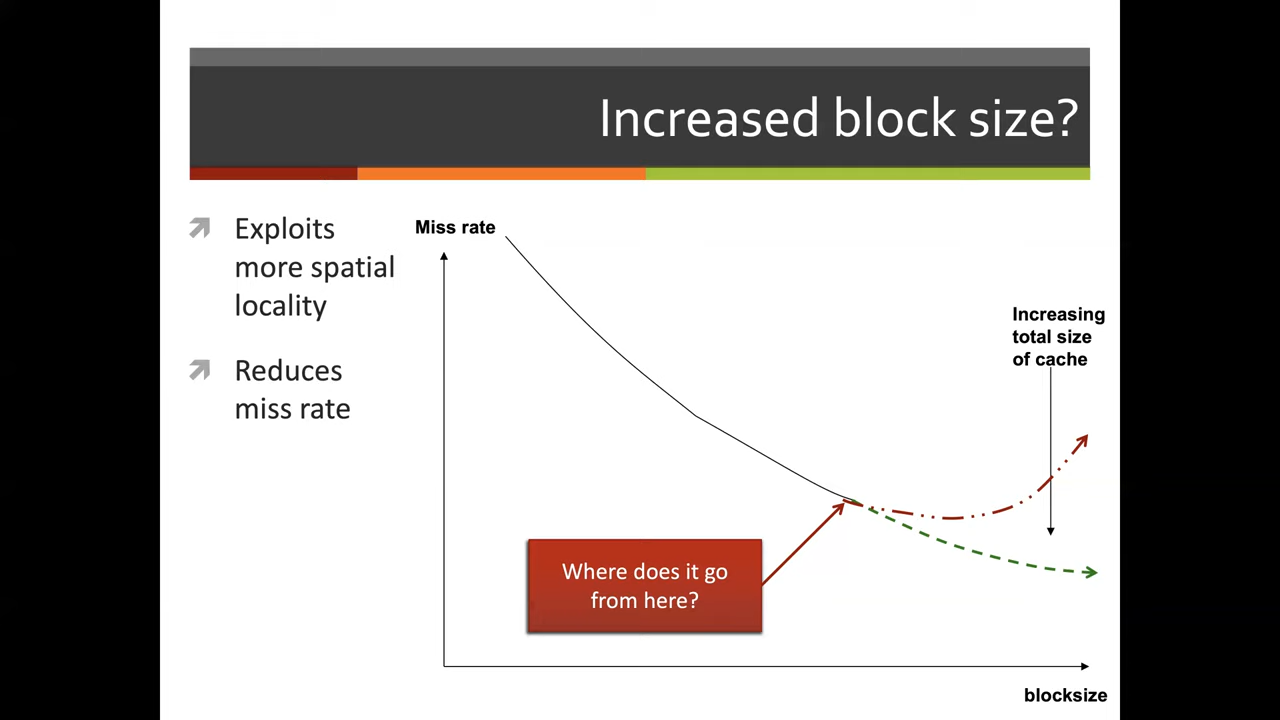 Increased block size?
Exploits
more spatial
locality
Reduces
miss rate
Miss rate
Increasing
total size
of cache
Where does it go
from here?
blocksize